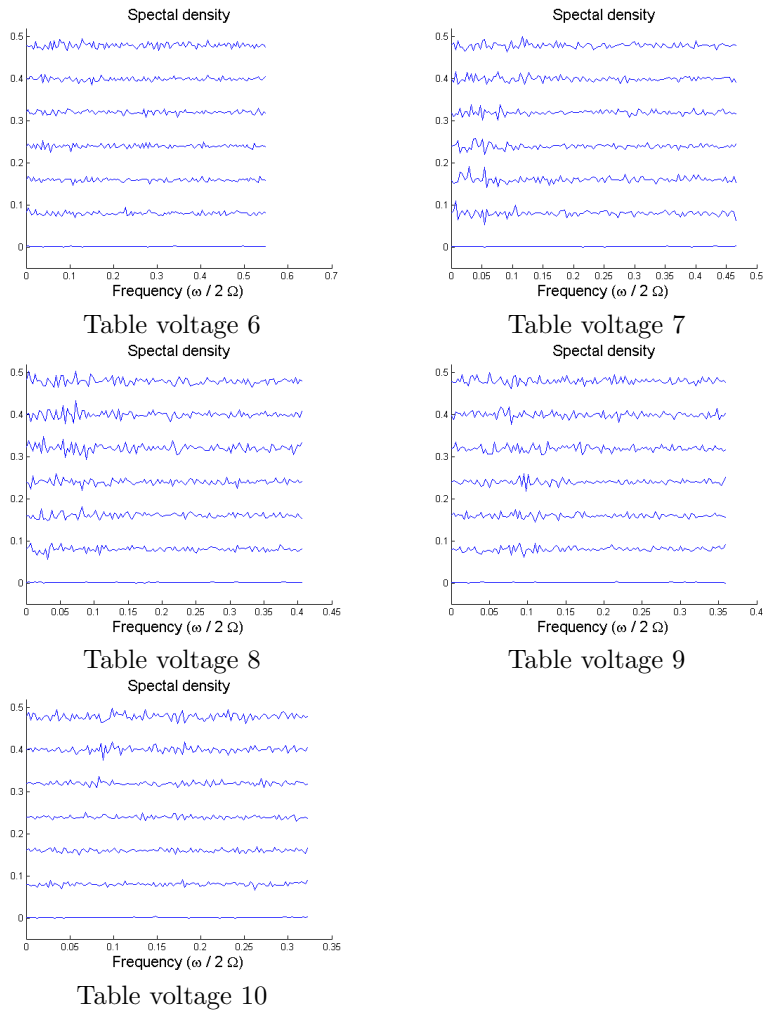 Spectal density
0.5
0.4
0.3
0.2
0.1
0
0 0.1 0.2 0.3 0.4 0.5 0.6 0.7
Frequency (ω / 2 Ω)
Table voltage 6
Spectal density
0.5
0.4
0.3
0.2
0.1
0
0 0.05 0.1 0.15 0.2 0.25 0.3 0.35 0.4 0.45 0.5
Frequency (ω / 2 Ω)
Table voltage 7
Spectal density
0.5
0.4
0.3
0.2
0.1
0
0 0.05 0.1 0.15 0.2 0.25 0.3 0.35 0.4 0.45
Frequency (ω / 2 Ω)
Table voltage 8
Spectal density
0.5
0.4
0.3
0.2
0.1
0
0 0.05 0.1 0.15 0.2 0.25 0.3 0.35 0.4
Frequency (ω / 2 Ω)
Table voltage 9
Spectal density
0.5
0.4
0.3
0.2
0.1
0
0 0.05 0.1 0.15 0.2 0.25 0.3 0.35
Frequency (ω / 2 Ω)
Table voltage 10